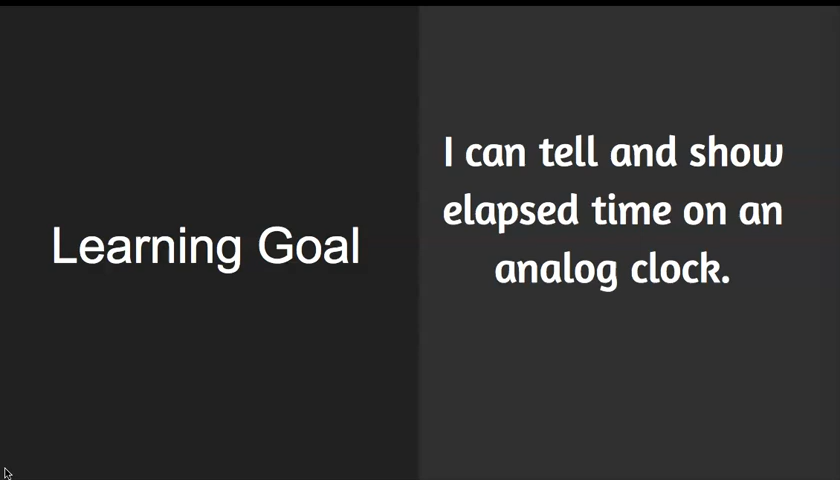 Learning Goal
I can tell and show
elapsed time on an
analog clock.